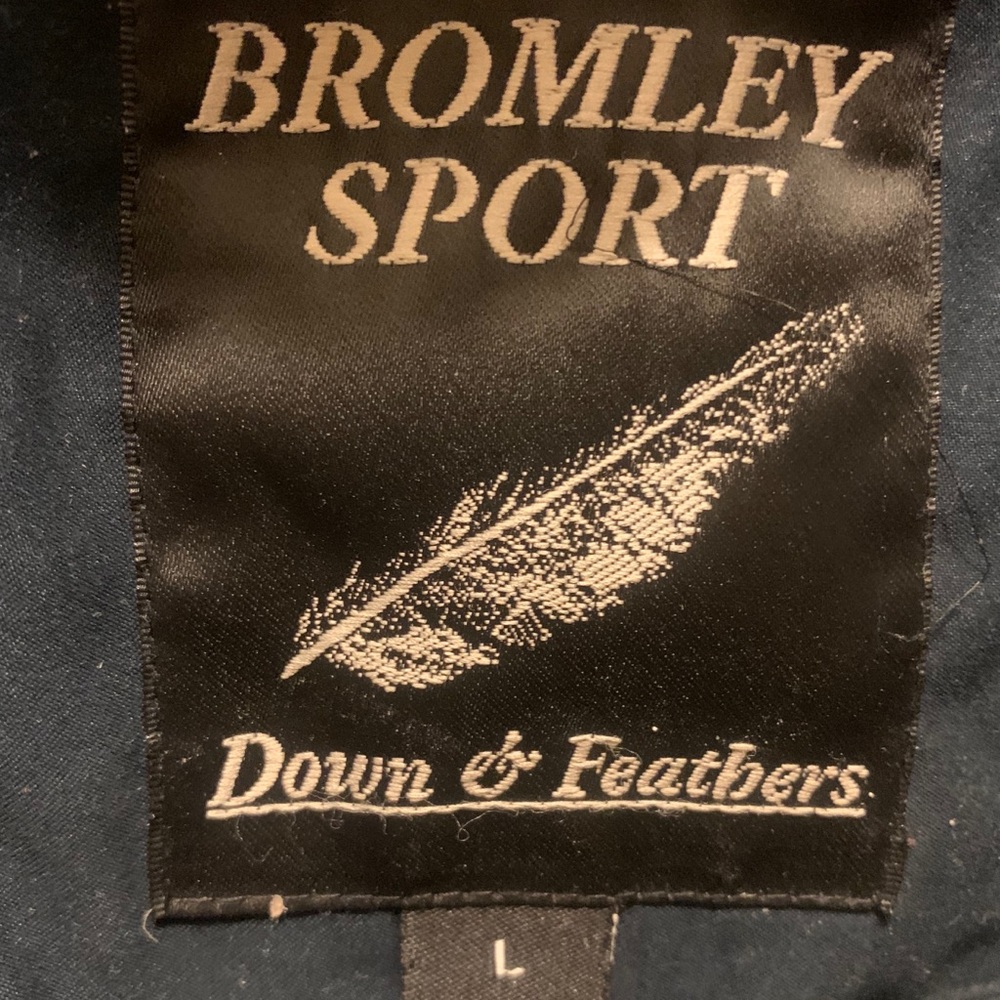 BROMLEY
SPORT
Down & Feathers
L